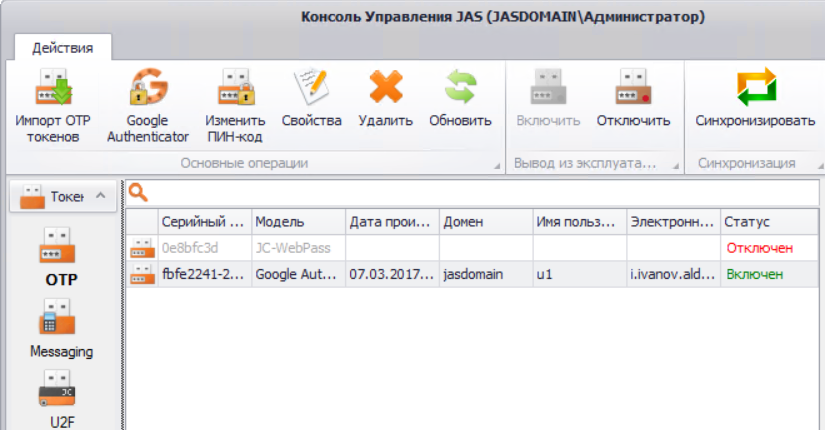 Консоль Управления JAS (JASDOMAIN\Администратор)
Действия
Импорт OTP токенов
Google Authenticator
Изменить ПИН-код
Свойства
Удалить
Обновить
Включить
Отключить
Синхронизировать
Основные операции
Вывод из эксплуата...
Синхронизация
Токен
Серийный ... Модель Дата прои... Домен Имя польз... Электронн... Статус
0e8bfc3d JC-WebPass Отключен
fbfe2241-2... Google Aut... 07.03.2017... jasdomain u1 i.ivanov.ald... Включен
OTP
Messaging
U2F